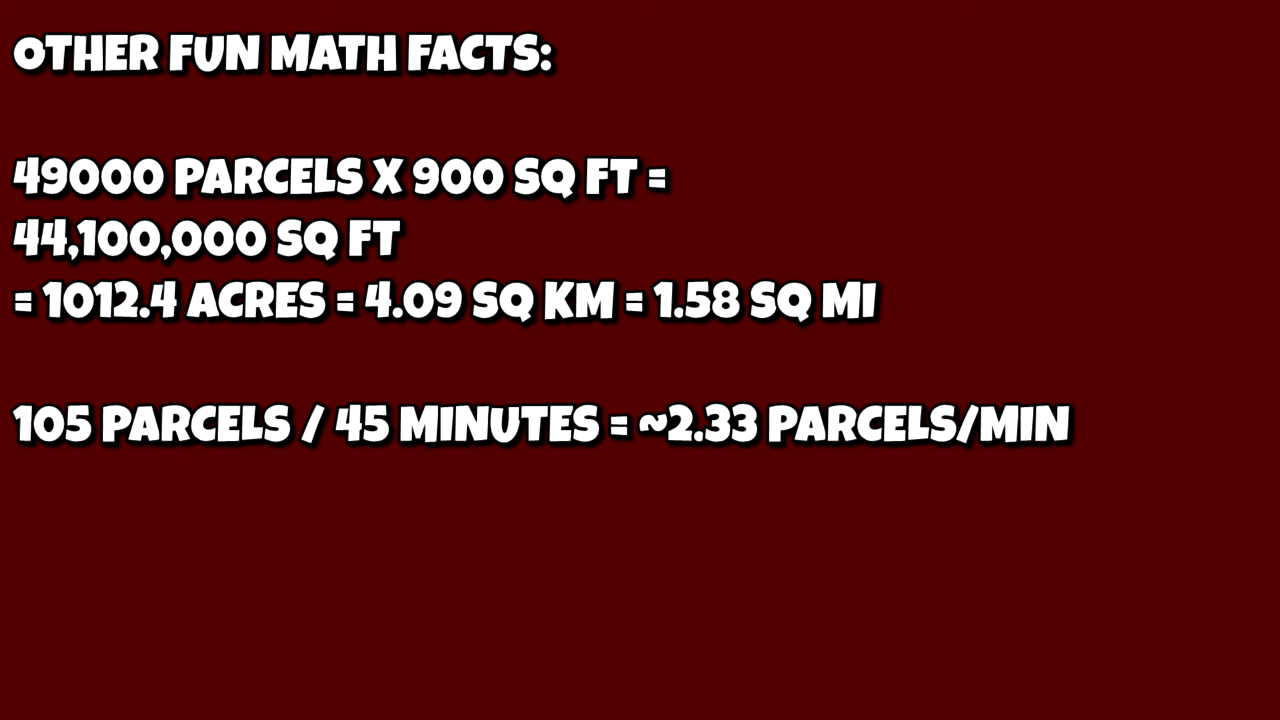 OTHER FUN MATH FACTS:
49000 PARCELS X 900 SQ FT =
44,100,000 SQ FT
= 1012.4 ACRES = 4.09 SQ KM = 1.58 SQ MI
105 PARCELS / 45 MINUTES = ~2.33 PARCELS/MIN